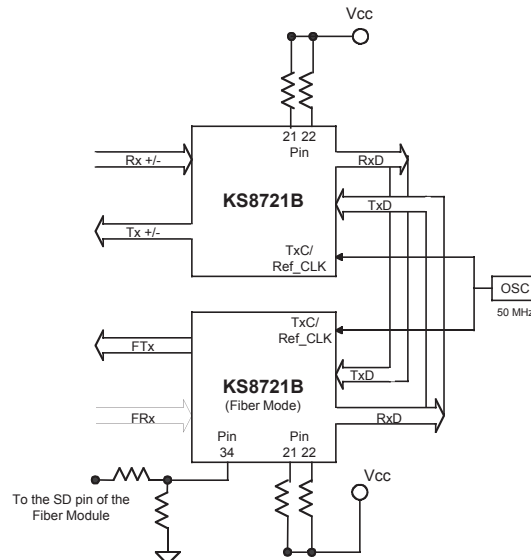 Vcc
21 22
Pin
Rx +/-
RxD
KS8721B
TxD
Tx +/-
TxC/
Ref_CLK
OSC
50 MHz
TxC/
Ref_CLK
FTx
KS8721B
TxD
(Fiber Mode)
FRx
RxD
Pin
34
Pin
21 22
Vcc
To the SD pin of the
Fiber Module